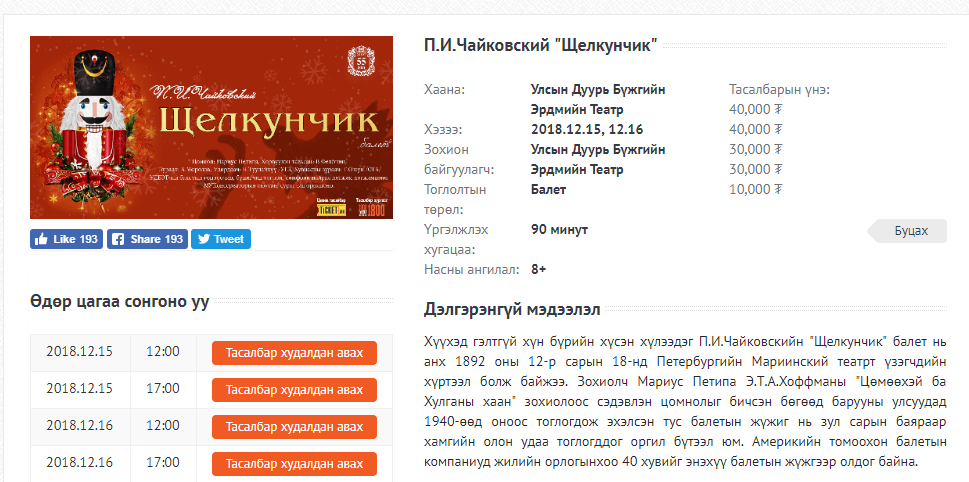 55
П.И.Чайковский
Щелкунчик
балет
TICKET.MN
1800
Like 193
Share 193
Tweet
Өдөр цагаа сонгоно уу
2018.12.15 12:00 Тасалбар худалдан авах
2018.12.15 17:00 Тасалбар худалдан авах
2018.12.16 12:00 Тасалбар худалдан авах
2018.12.16 17:00 Тасалбар худалдан авах
П.И.Чайковский "Щелкунчик"
Хаана: Улсын Дуурь Бүжгийн
Эрдмийн Театр
Хэзээ: 2018.12.15, 12.16
Зохион Улсын Дуурь Бүжгийн
байгуулагч: Эрдмийн Театр
Тоглолтын Балет
төрөл:
Үргэлжлэх 90 минут
хугацаа:
Насны ангилал: 8+
Тасалбарын үнэ:
40,000 ₮
40,000 ₮
30,000 ₮
30,000 ₮
10,000 ₮
Буцах
Дэлгэрэнгүй мэдээлэл
Хүүхэд гэлтгүй хүн бүрийн хүсэн хүлээдэг П.И.Чайковскийн "Щелкунчик" балет нь
анх 1892 оны 12-р сарын 18-нд Петербургийн Мариинский театрт үзэгчдийн
хүртээл болж байжээ. Зохиолч Мариус Петипа Э.Т.А.Хоффманы "Цөмөөхэй ба
Хулганы хаан" зохиолоос сэдэвлэн цомнолыг бичсэн бөгөөд барууны улсуудад
1940-өөд оноос тоглогдож эхэлсэн тус балетын жүжиг нь зул сарын баяраар
хамгийн олон удаа тоглогддог оргил бүтээл юм. Америкийн томоохон балетын
компаниуд жилийн орлогынхоо 40 хувийг энэхүү балетын жүжгээр олдог байна.